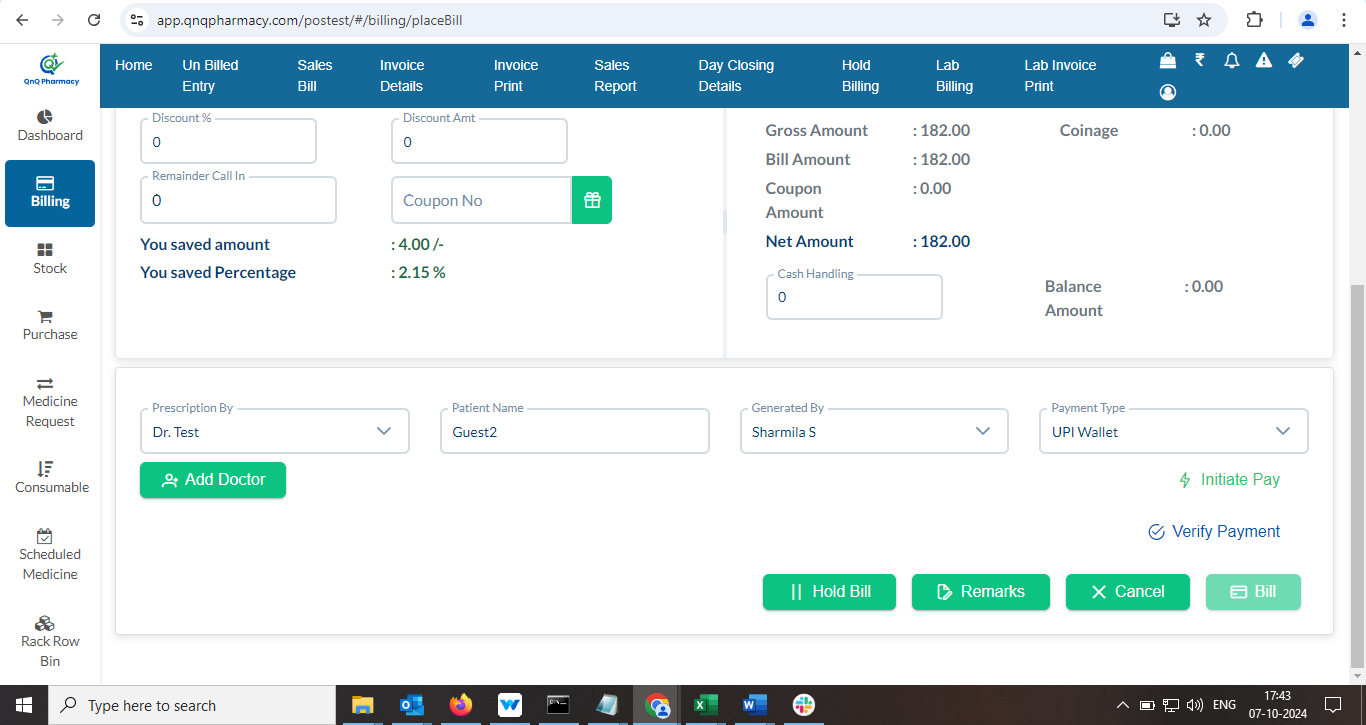 app.qnqpharmacy.com/postest/#/billing/placeBill
QnQ Pharmacy
Home
Un Billed
Entry
Sales
Bill
Invoice
Details
Invoice
Print
Sales
Report
Day Closing
Details
Hold
Billing
Lab
Billing
Lab Invoice
Print
Dashboard
Billing
Stock
Purchase
Medicine
Request
Consumable
Scheduled
Medicine
Rack Row
Bin
Discount %
0
Discount Amt
0
Remainder Call In
0
Coupon No
You saved amount : 4.00 /-
You saved Percentage : 2.15 %
Gross Amount : 182.00
Coinage : 0.00
Bill Amount : 182.00
Coupon
Amount : 0.00
Net Amount : 182.00
Cash Handling
0
Balance
Amount : 0.00
Prescription By
Dr. Test
Patient Name
Guest2
Generated By
Sharmila S
Payment Type
UPI Wallet
Add Doctor
Initiate Pay
Verify Payment
Hold Bill
Remarks
Cancel
Bill
Type here to search
ENG
17:43
07-10-2024